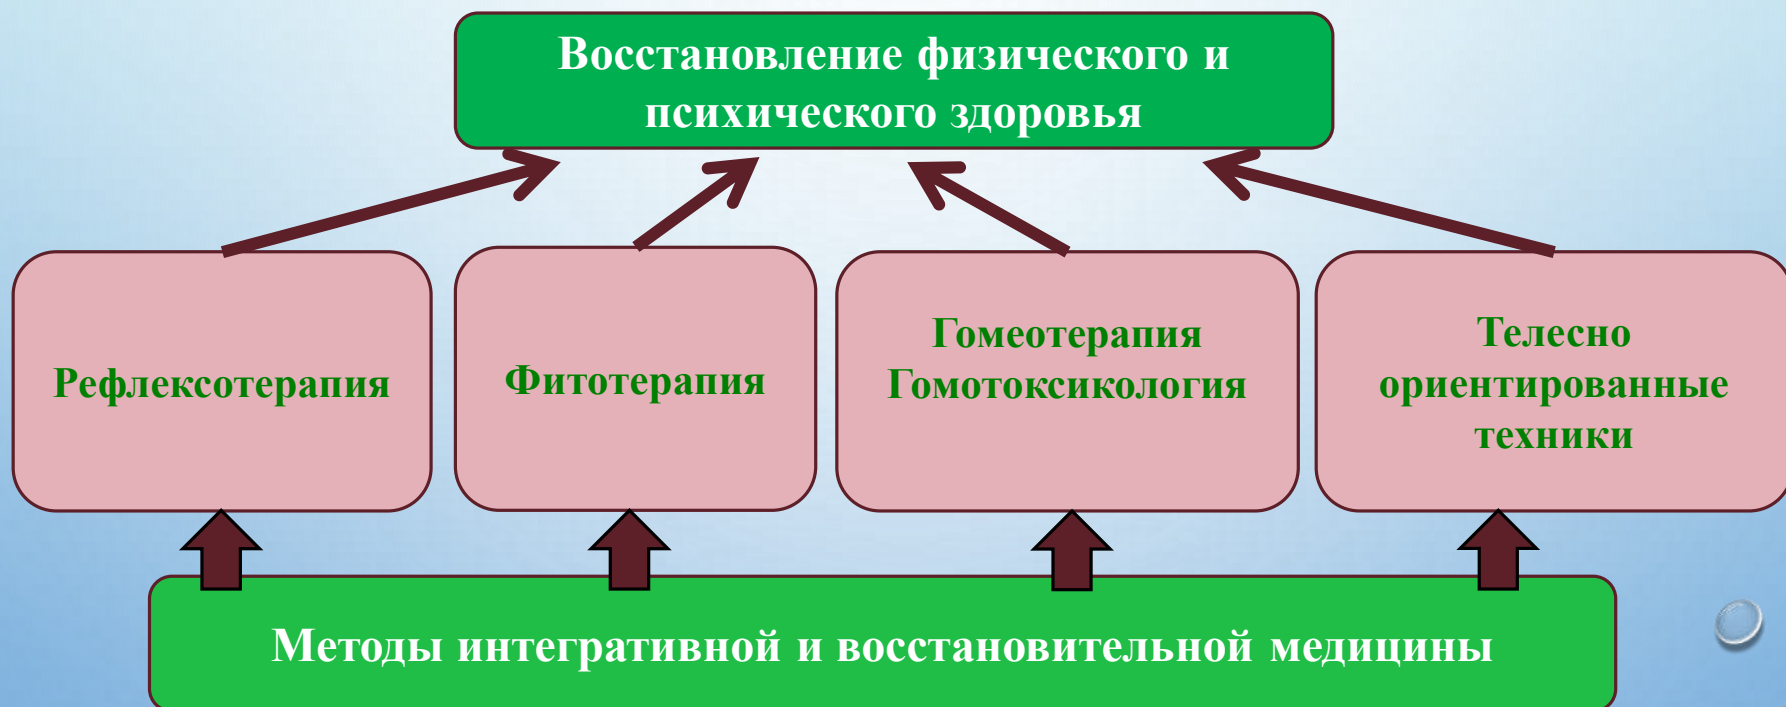 Восстановление физического и
психического здоровья
Рефлексотерапия
Фитотерапия
Гомеотерапия
Гомотоксикология
Телесно
ориентированные
техники
Методы интегративной и восстановительной медицины